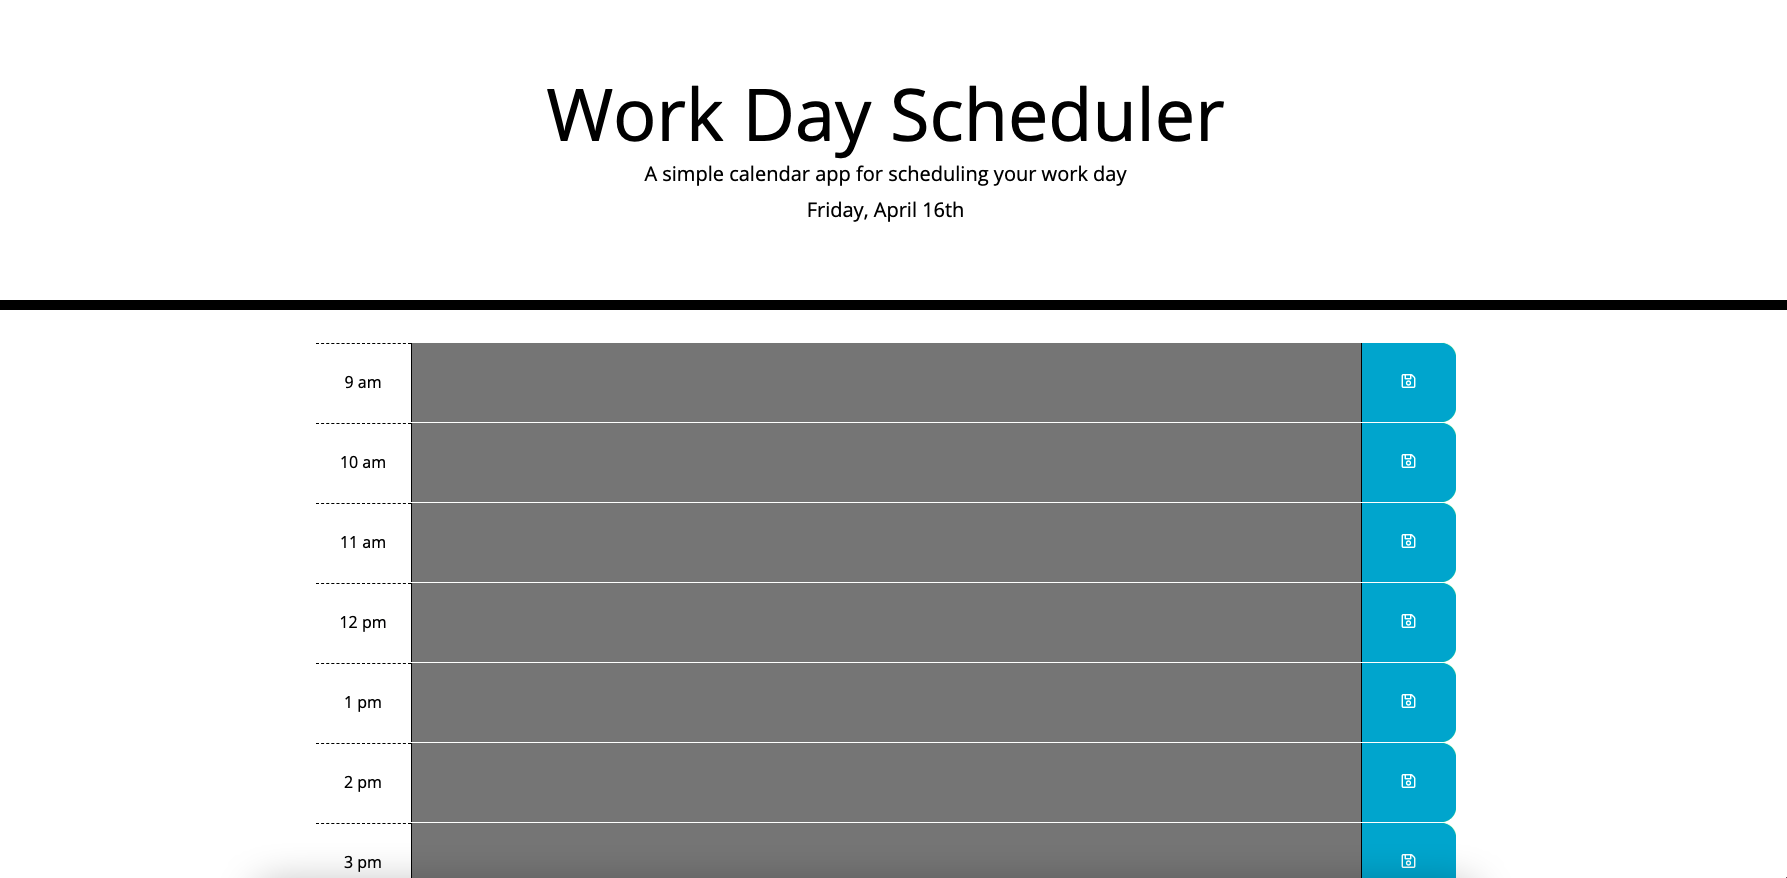 Work Day Scheduler
A simple calendar app for scheduling your work day
Friday, April 16th
9 am
10 am
11 am
12 pm
1 pm
2 pm
3 pm